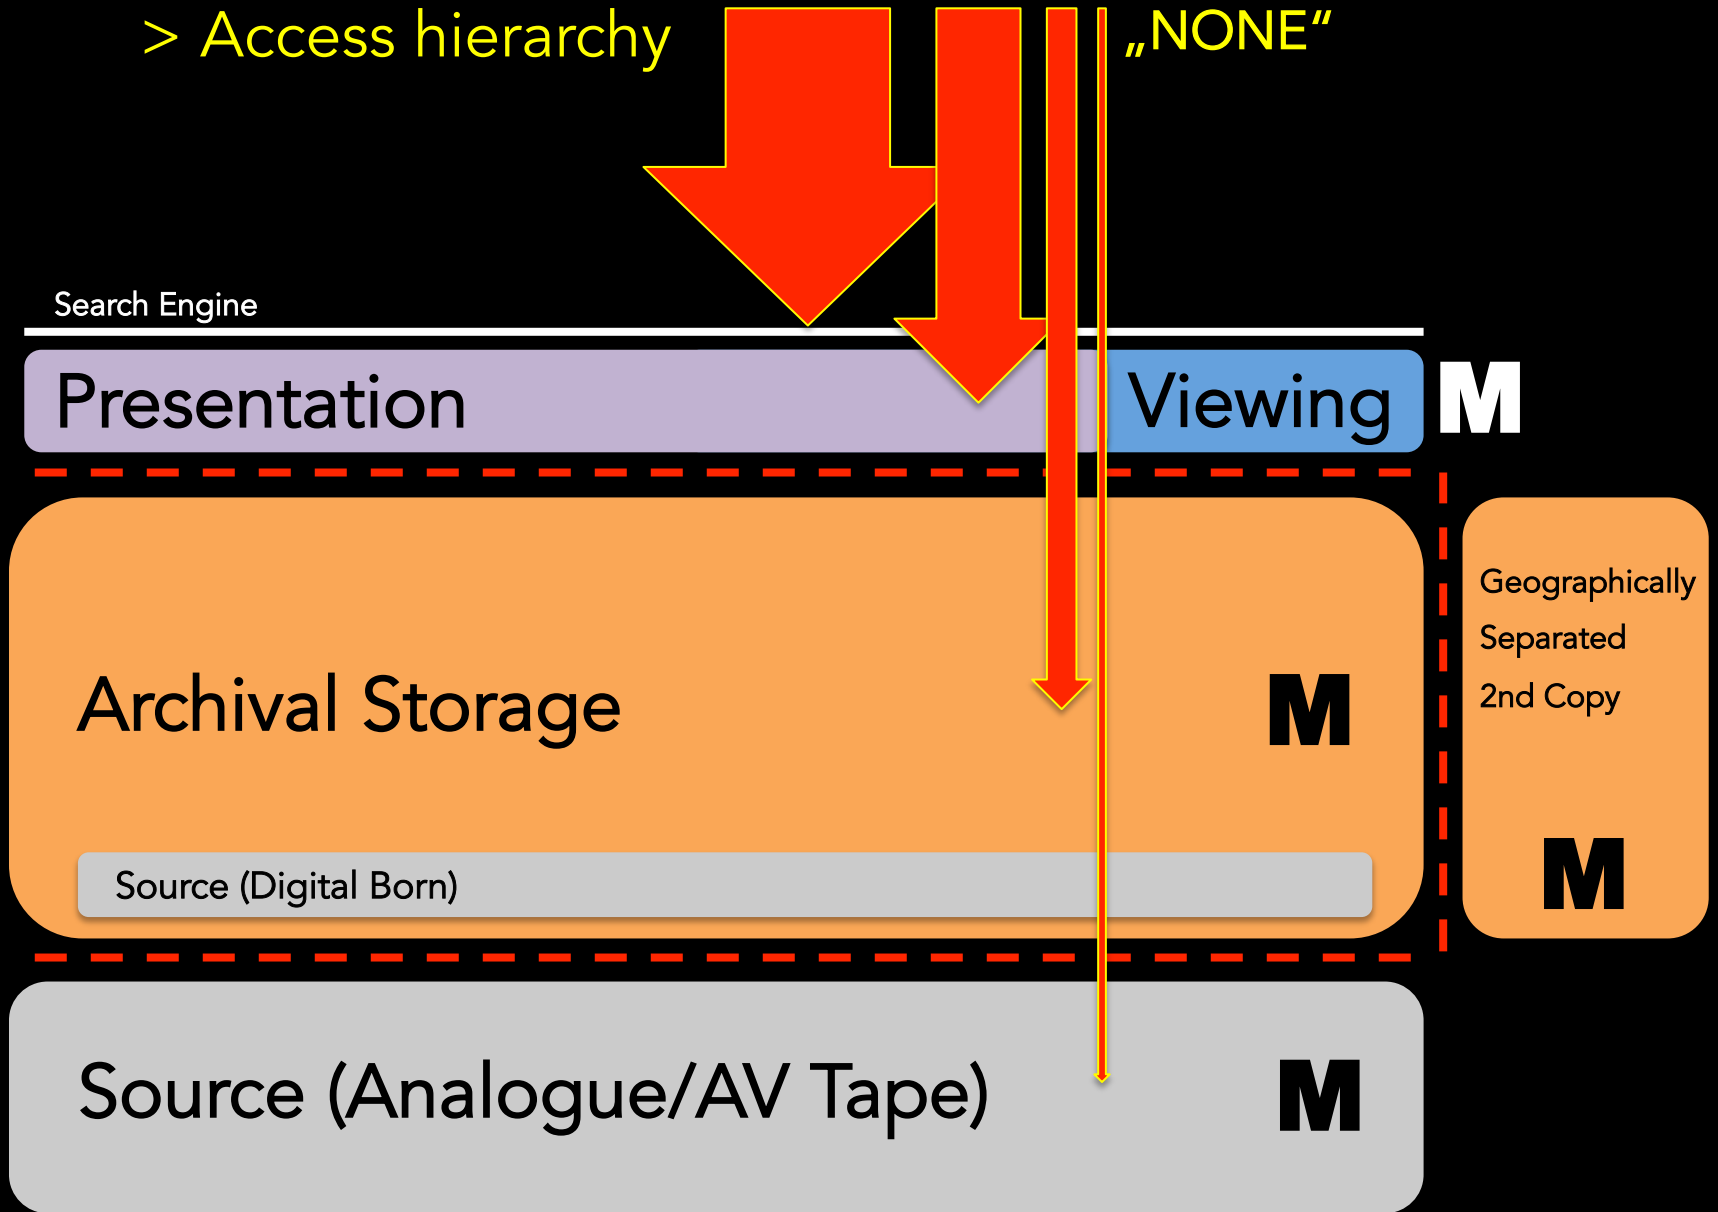 > Access hierarchy
„NONE“
Search Engine
Presentation
Viewing
M
Geographically
Separated
2nd Copy
Archival Storage
M
M
Source (Digital Born)
Source (Analogue/AV Tape)
M